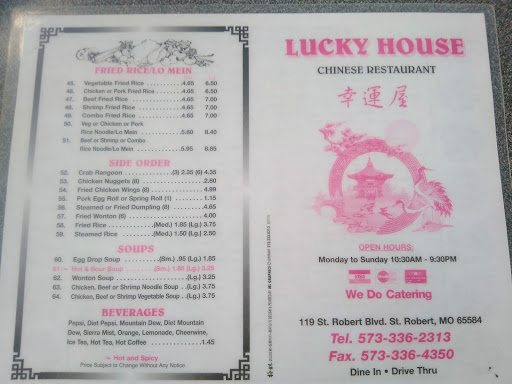 FRIED RICE/LO MEIN
45. Vegetable Fried Rice 4.65 6.50
46. Chicken or Pork Fried Rice 4.65 6.50
47. Beef Fried Rice 4.65 7.00
48. Shrimp Fried Rice 4.65 7.00
49. Combo Fried Rice 4.65 7.00
50. Veg or Chicken or Pork
Rice Noodle/Lo Mein 5.60 8.40
51. Beef or Shrimp or Combo
Rice Noodle/Lo Mein 5.95 8.65
SIDE ORDER
52. Crab Rangoon (3) 2.35 (6) 4.35
53. Chicken Nuggets (8) 2.80
54. Fried Chicken Wings (8) 4.99
55. Pork Egg Roll or Spring Roll (1) 1.15
56. Steamed or Fried Dumpling (6) 4.65
57. Fried Wonton (6) 4.00
58. Fried Rice (Med.) 1.85 (Lg.) 3.75
59. Steamed Rice (Med.) 1.50 (Lg.) 2.50
SOUPS
60. Egg Drop Soup (Sm.) .95 (Lg.) 1.85
61. ~ Hot & Sour Soup (Sm.) 1.85 (Lg.) 3.25
62. Wonton Soup (Lg.) 3.25
63. Chicken, Beef or Shrimp Noodle Soup (Lg.) 3.75
64. Chicken, Beef or Shrimp Vegetable Soup (Lg.) 3.75
BEVERAGES
Pepsi, Diet Pepsi, Mountain Dew, Diet Mountain
Dew, Sierra Mist, Orange, Lemonade, Cheerwine,
Ice Tea, Hot Tea, Hot Coffee 1.45
~ Hot and Spicy
Price Subject to Change Without Any Notice
LUCKY HOUSE
CHINESE RESTAURANT
幸運屋
OPEN HOURS:
Monday to Sunday 10:30AM - 9:30PM
VISA
We Do Catering
119 St. Robert Blvd. St. Robert, MO 65584
Tel. 573-336-2313
Fax. 573-336-4350
Dine In • Drive Thru